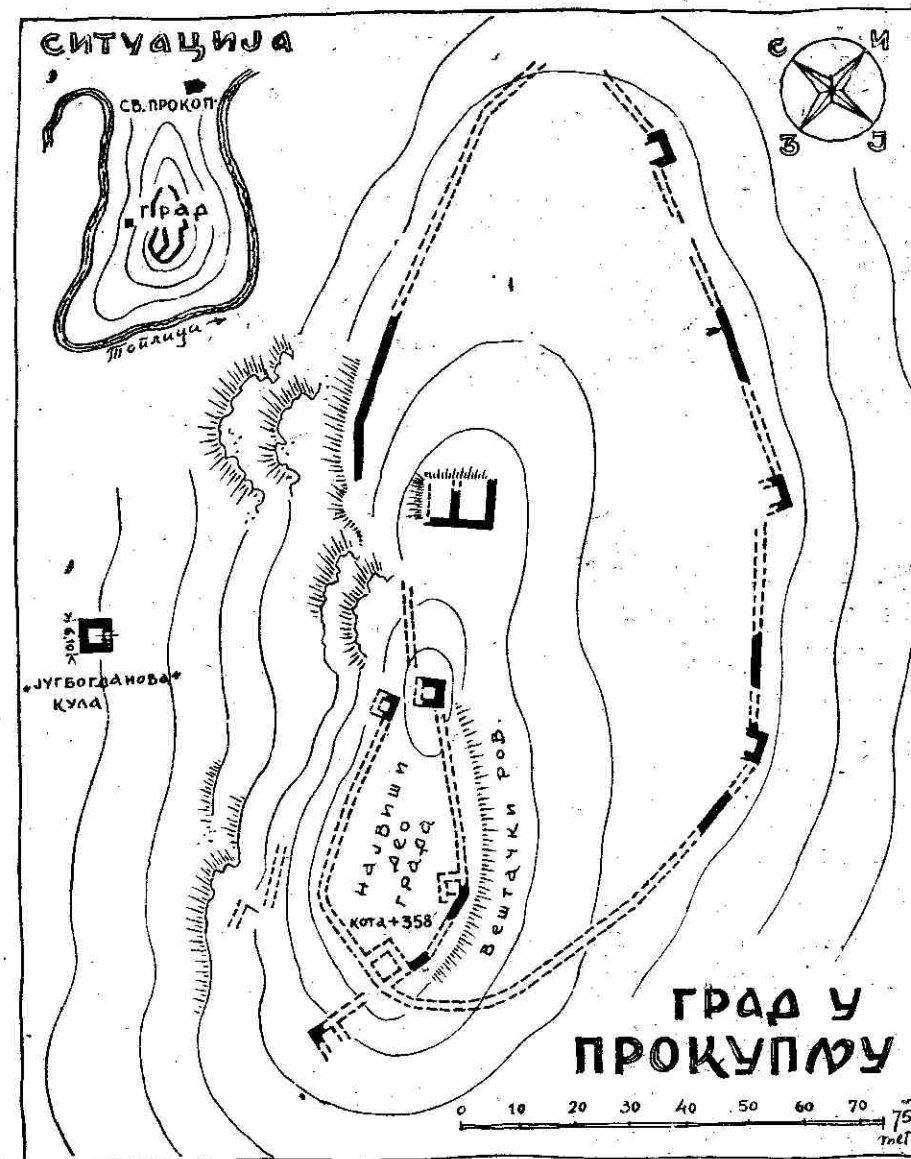 СИТУАЦИЈА
СВ. ПРОКОП
град
Топлица →
С И
З Ј
"ЈУГБОГДАНОВА"
КУЛА
НАЈВИШИ
ДЕО
ГРАДА
кота + 358
ВЕШТАЧКИ РОВ.
ГРАД У
ПРОКУПЉУ
0 10 20 30 40 50 60 70 75
met